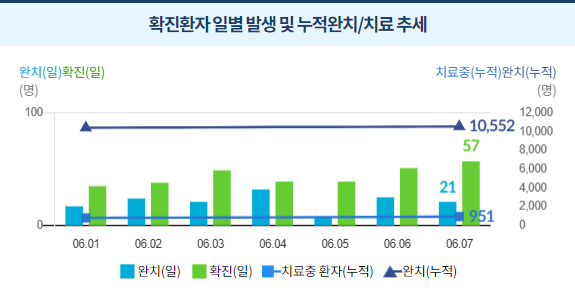 확진환자 일별 발생 및 누적완치/치료 추세
완치(일)확진(일) 치료중(누적)완치(누적)
(명) (명)
100 12,000
10,552 10,000
57 8,000
6,000
21 4,000
2,000
0 951 0
06.01 06.02 06.03 06.04 06.05 06.06 06.07
완치(일) 확진(일) 치료중 환자(누적) 완치(누적)